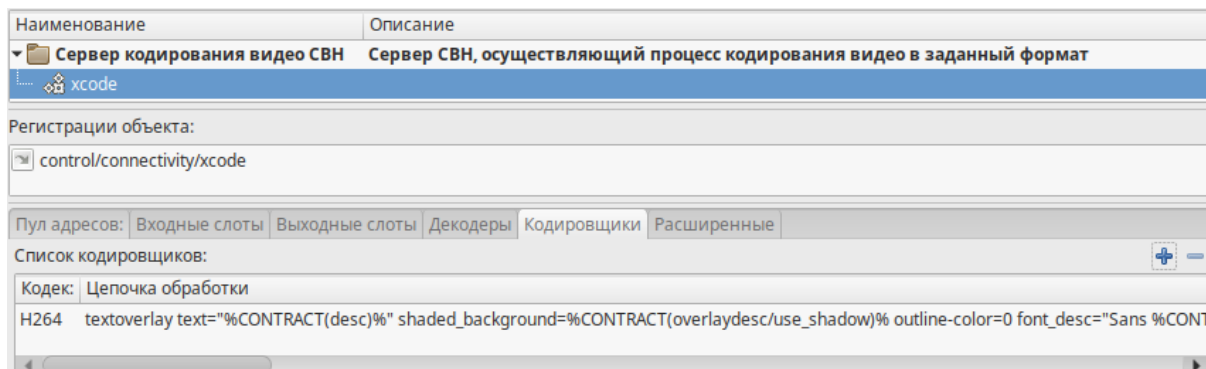 Наименование Описание
Сервер кодирования видео СВН Сервер СВН, осуществляющий процесс кодирования видео в заданный формат
xcode
Регистрации объекта:
control/connectivity/xcode
Пул адресов: Входные слоты Выходные слоты Декодеры Кодировщики Расширенные
Список кодировщиков:
Кодек: Цепочка обработки
H264 textoverlay text="%CONTRACT(desc)%" shaded_background=%CONTRACT(overlaydesc/use_shadow)% outline-color=0 font_desc="Sans %CONT